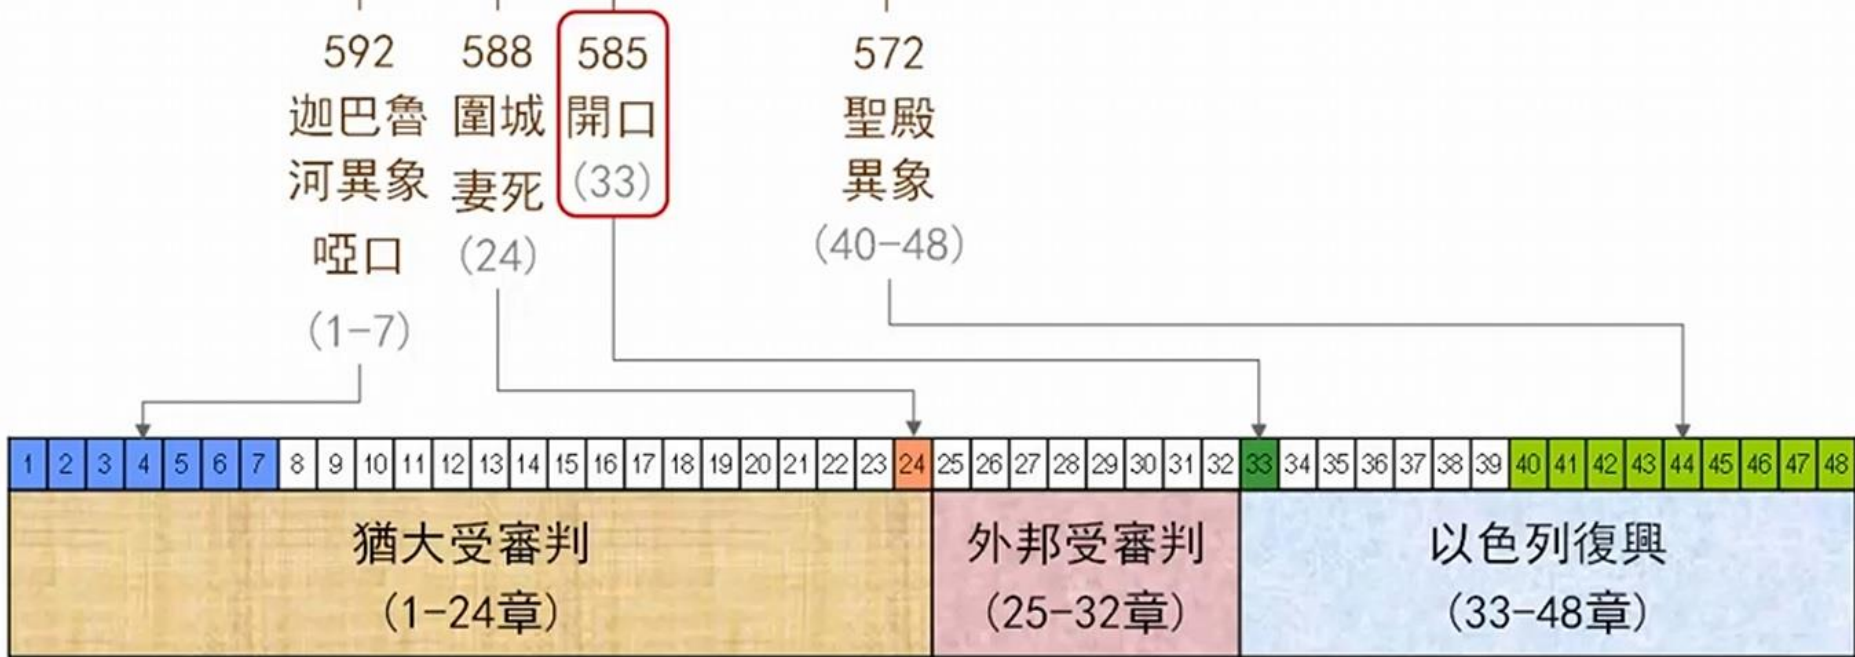 592
迦巴魯
河異象
啞口
(1-7)
588
圍城
妻死
(24)
585
開口
(33)
572
聖殿
異象
(40-48)
1 2 3 4 5 6 7 8 9 10 11 12 13 14 15 16 17 18 19 20 21 22 23 24 25 26 27 28 29 30 31 32 33 34 35 36 37 38 39 40 41 42 43 44 45 46 47 48
猶大受審判
(1-24章)
外邦受審判
(25-32章)
以色列復興
(33-48章)